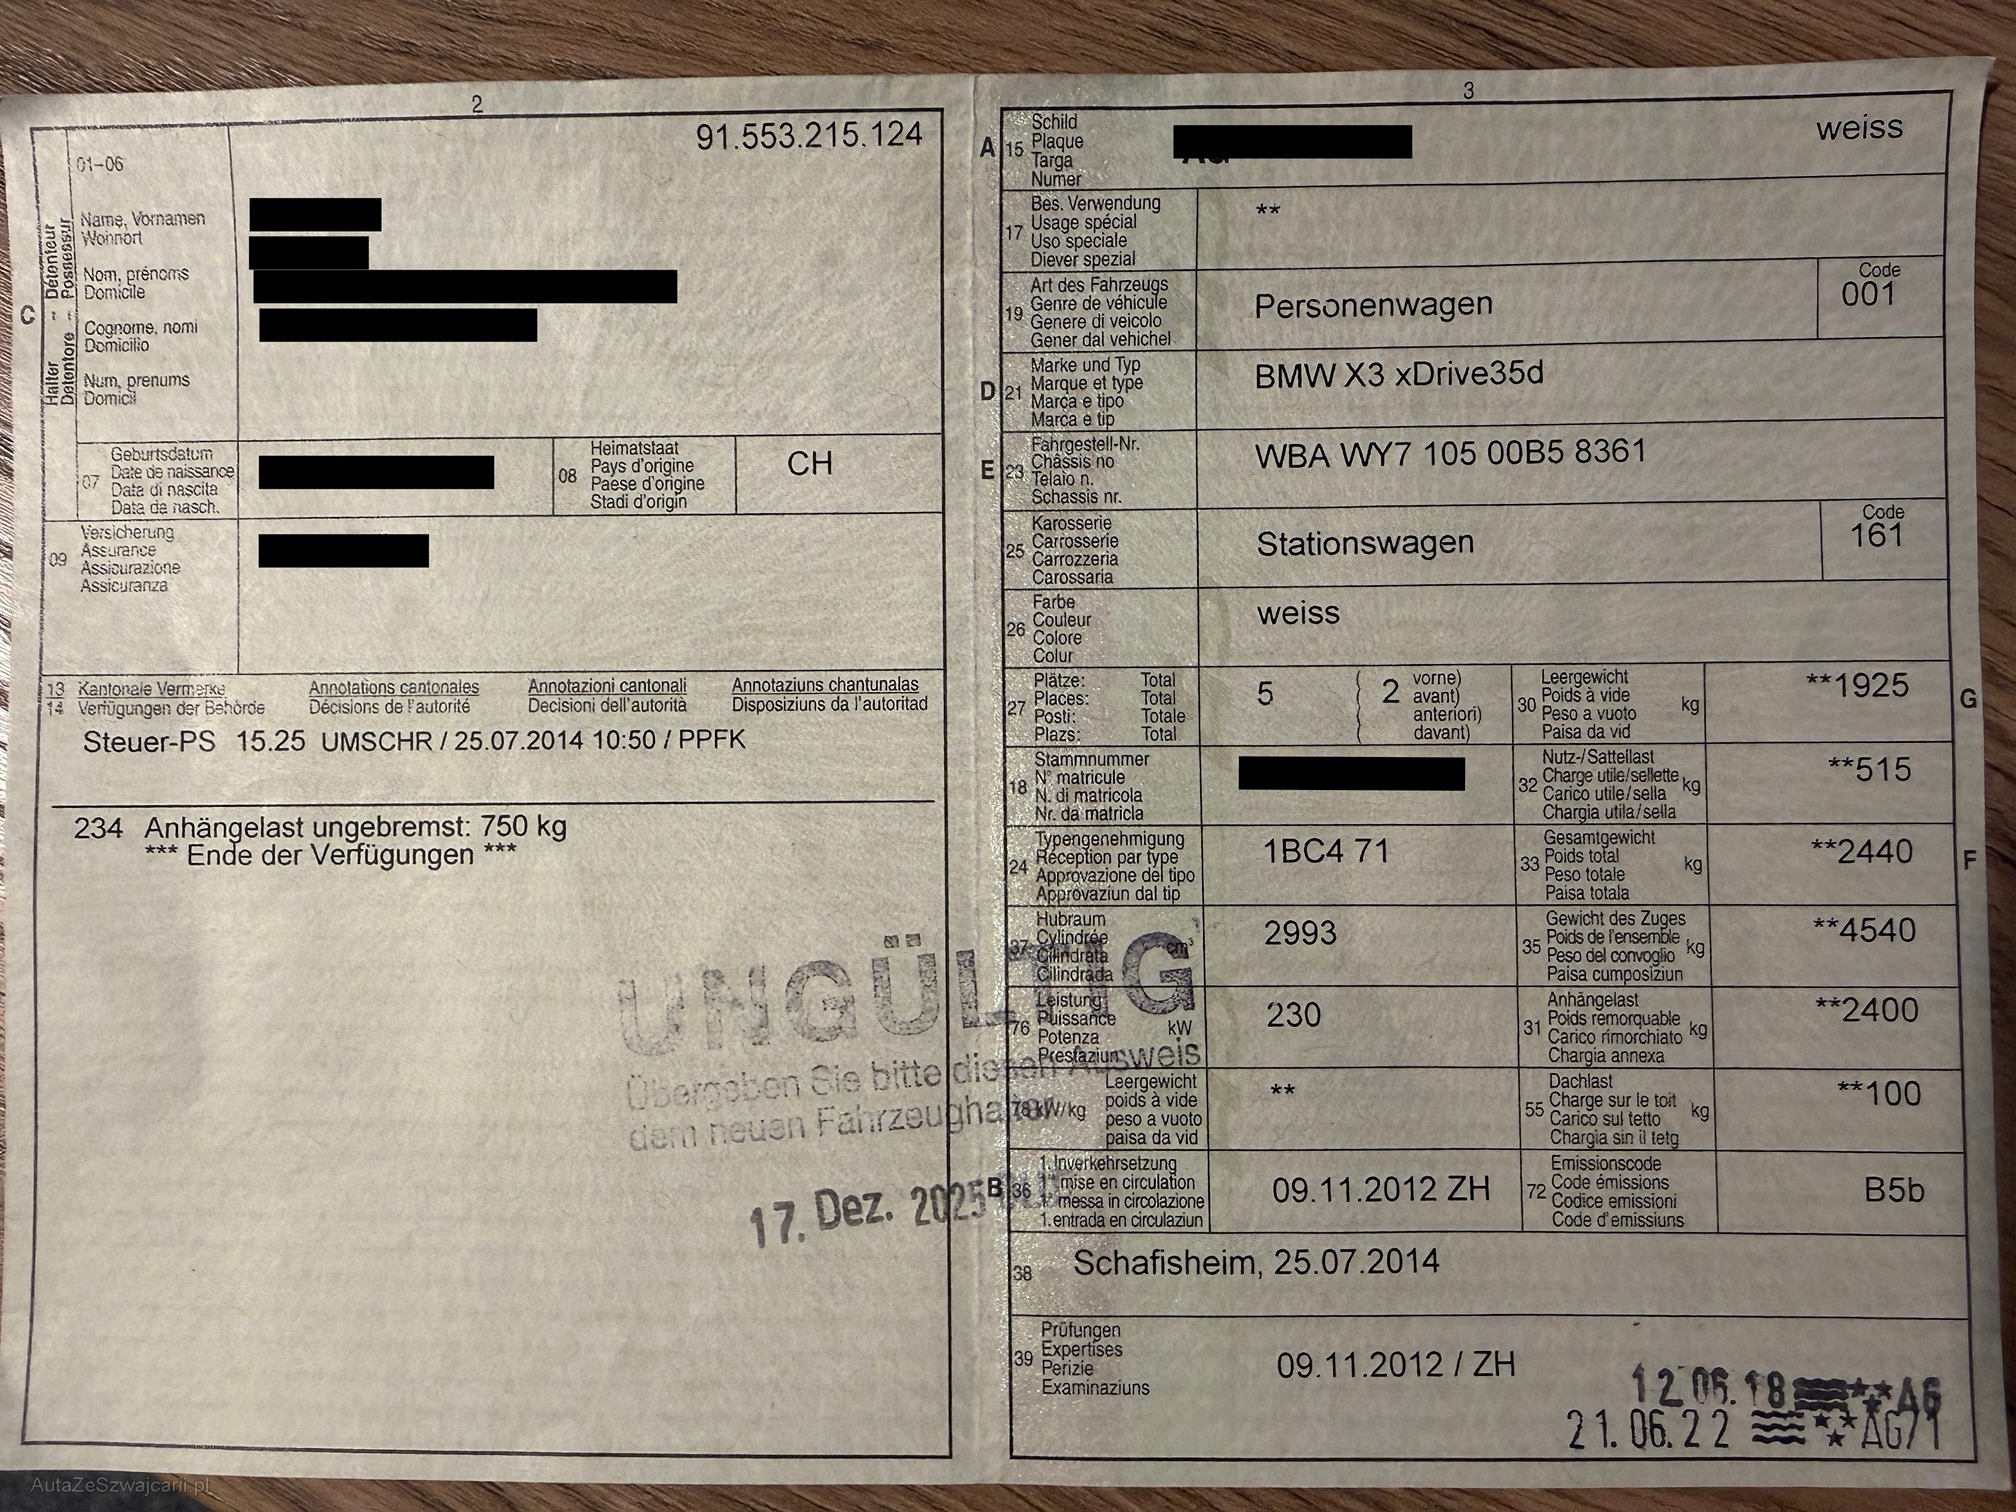 2
91.553.215.124
01-06
Halter - Détenteur
Detentore - Possessur
C
Name, Vornamen
Wohnort
Nom, prénoms
Domicile
Cognome, nomi
Domicilio
Num, prenums
Domicil
07
Geburtsdatum
Date de naissance
Data di nascita
Data da nasch.
08
Heimatstaat
Pays d'origine
Paese d'origine
Stadi d'origin
CH
09
Versicherung
Assurance
Assicurazione
Assicuranza
13 Kantonale Vermerke Annotations cantonales Annotazioni cantonali Annotaziuns chantunalas
14 Verfügungen der Behörde Décisions de l'autorité Decisioni dell'autorità Disposiziuns da l'autoritad
Steuer-PS 15.25 UMSCHR / 25.07.2014 10:50 / PPFK
234 Anhängelast ungebremst: 750 kg
*** Ende der Verfügungen ***
UNGÜLTIG
Übergeben Sie bitte diesen Ausweis
dem neuen Fahrzeughalter
17. Dez. 2025
3
A 15
Schild
Plaque
Targa
Numer
weiss
17
Bes. Verwendung
Usage spécial
Uso speciale
Diever spezial
**
19
Art des Fahrzeugs
Genre de véhicule
Genere di veicolo
Gener dal vehichel
Personenwagen
Code
001
D 21
Marke und Typ
Marque et type
Marca e tipo
Marca e tip
BMW X3 xDrive35d
E 23
Fahrgestell-Nr.
Châssis no
Telaio n.
Schassis nr.
WBA WY7 105 00B5 8361
25
Karosserie
Carrosserie
Carrozzeria
Carossaria
Stationswagen
Code
161
26
Farbe
Couleur
Colore
Colur
weiss
27
Plätze: Total
Places: Total
Posti: Totale
Plazs: Total
5 ( 2
vorne)
avant)
anteriori)
davant)
30
Leergewicht
Poids à vide
Peso a vuoto
Paisa da vid
kg
**1925
G
18
Stammnummer
N° matricule
N. di matricola
Nr. da matricla
32
Nutz-/Sattellast
Charge utile/sellette
Carico utile/sella
Chargia utila/sella
kg
**515
24
Typengenehmigung
Réception par type
Approvazione del tipo
Approvaziun dal tip
1BC4 71
33
Gesamtgewicht
Poids total
Peso totale
Paisa totala
kg
**2440
F
37
Hubraum
Cylindrée
Cilindrata
Cilindrada
cm³
2993
35
Gewicht des Zuges
Poids de l'ensemble
Peso del convoglio
Paisa cumposiziun
kg
**4540
76
Leistung
Puissance
Potenza
Prestaziun
kW
230
31
Anhängelast
Poids remorquable
Carico rimorchiato
Chargia annexa
kg
**2400
78 kW/kg
Leergewicht
poids à vide
peso a vuoto
paisa da vid
**
55
Dachlast
Charge sur le toit
Carico sul tetto
Chargia sin il tetg
kg
**100
B 36
1. Inverkehrsetzung
1re mise en circulation
1a messa in circolazione
1. entrada en circulaziun
09.11.2012 ZH
72
Emissionscode
Code émissions
Codice emissioni
Code d'emissiuns
B5b
38
Schafisheim, 25.07.2014
39
Prüfungen
Expertises
Perizie
Examinaziuns
09.11.2012 / ZH
12.06.18 AG
21.06.22 AG71
AutaZeSzwajcarii.pl